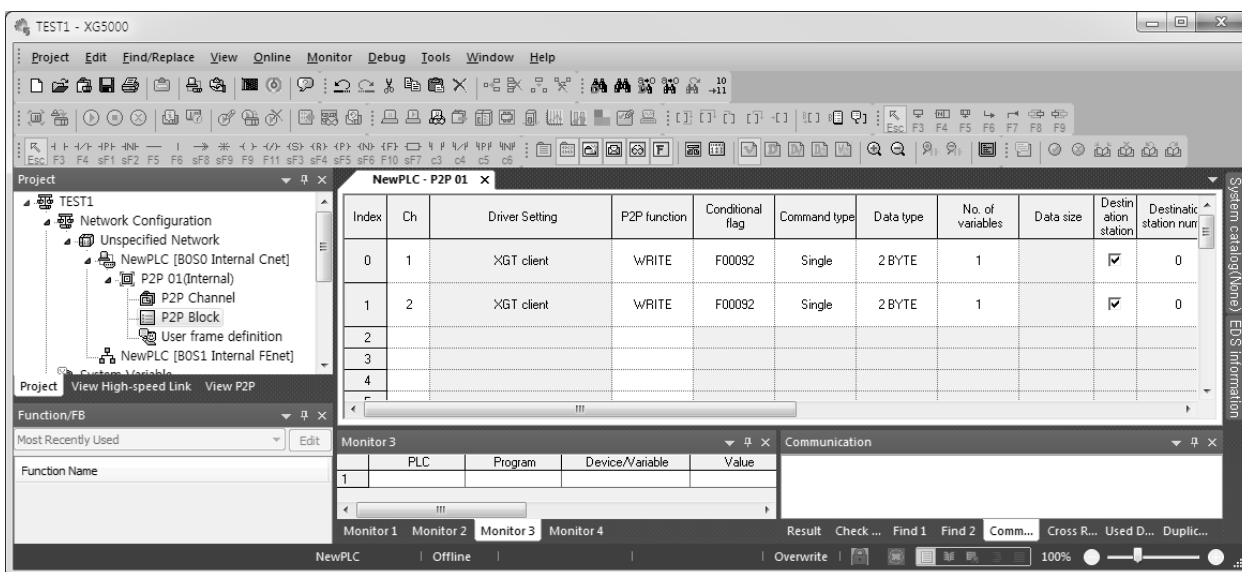 TEST1 - XG5000
Project Edit Find/Replace View Online Monitor Debug Tools Window Help
Esc F3 F4 F5 F6 F7 F8 F9
Esc F3 F4 sF1 sF2 F5 F6 sF8 sF9 F9 F11 sF3 sF4 sF5 sF6 F10 sF7 c3 c4 c5 c6
Project
TEST1
Network Configuration
Unspecified Network
NewPLC [B0S0 Internal Cnet]
P2P 01(Internal)
P2P Channel
P2P Block
User frame definition
NewPLC [B0S1 Internal FEnet]
System Variable
Project View High-speed Link View P2P
Function/FB
Most Recently Used Edit
Function Name
NewPLC - P2P 01
Index Ch Driver Setting P2P function Conditional flag Command type Data type No. of variables Data size Destin ation station Destinatic station num
0 1 XGT client WRITE F00092 Single 2 BYTE 1 0
1 2 XGT client WRITE F00092 Single 2 BYTE 1 0
2
3
4
Monitor 3
PLC Program Device/Variable Value
1
Monitor 1 Monitor 2 Monitor 3 Monitor 4
Communication
Result Check ... Find 1 Find 2 Comm... Cross R... Used D... Duplic...
System catalog(None)
EDS information
NewPLC Offline Overwrite 100%